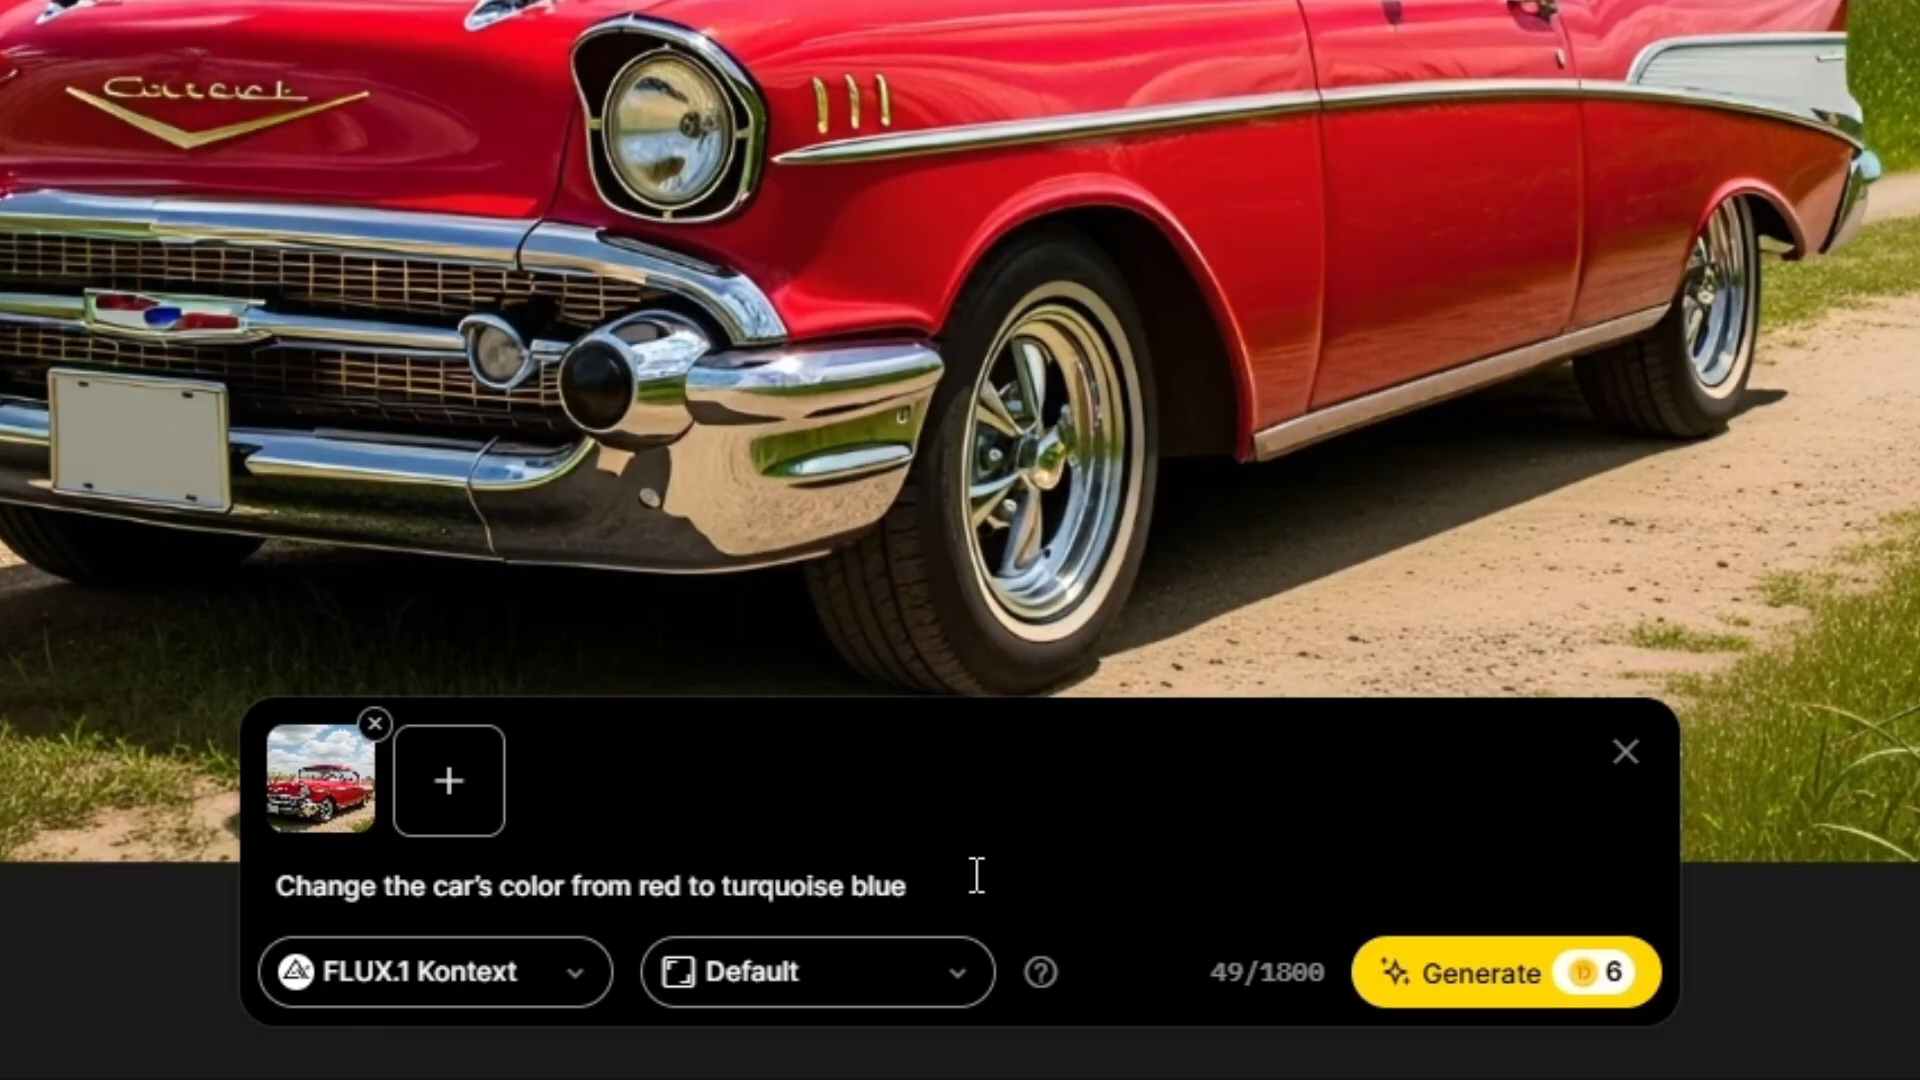 Change the car's color from red to turquoise blue
FLUX.1 Kontext
Default
49/1800
Generate
6